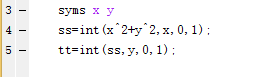 3 – syms x y
4 – ss=int(x^2+y^2,x,0,1);
5 – tt=int(ss,y,0,1);